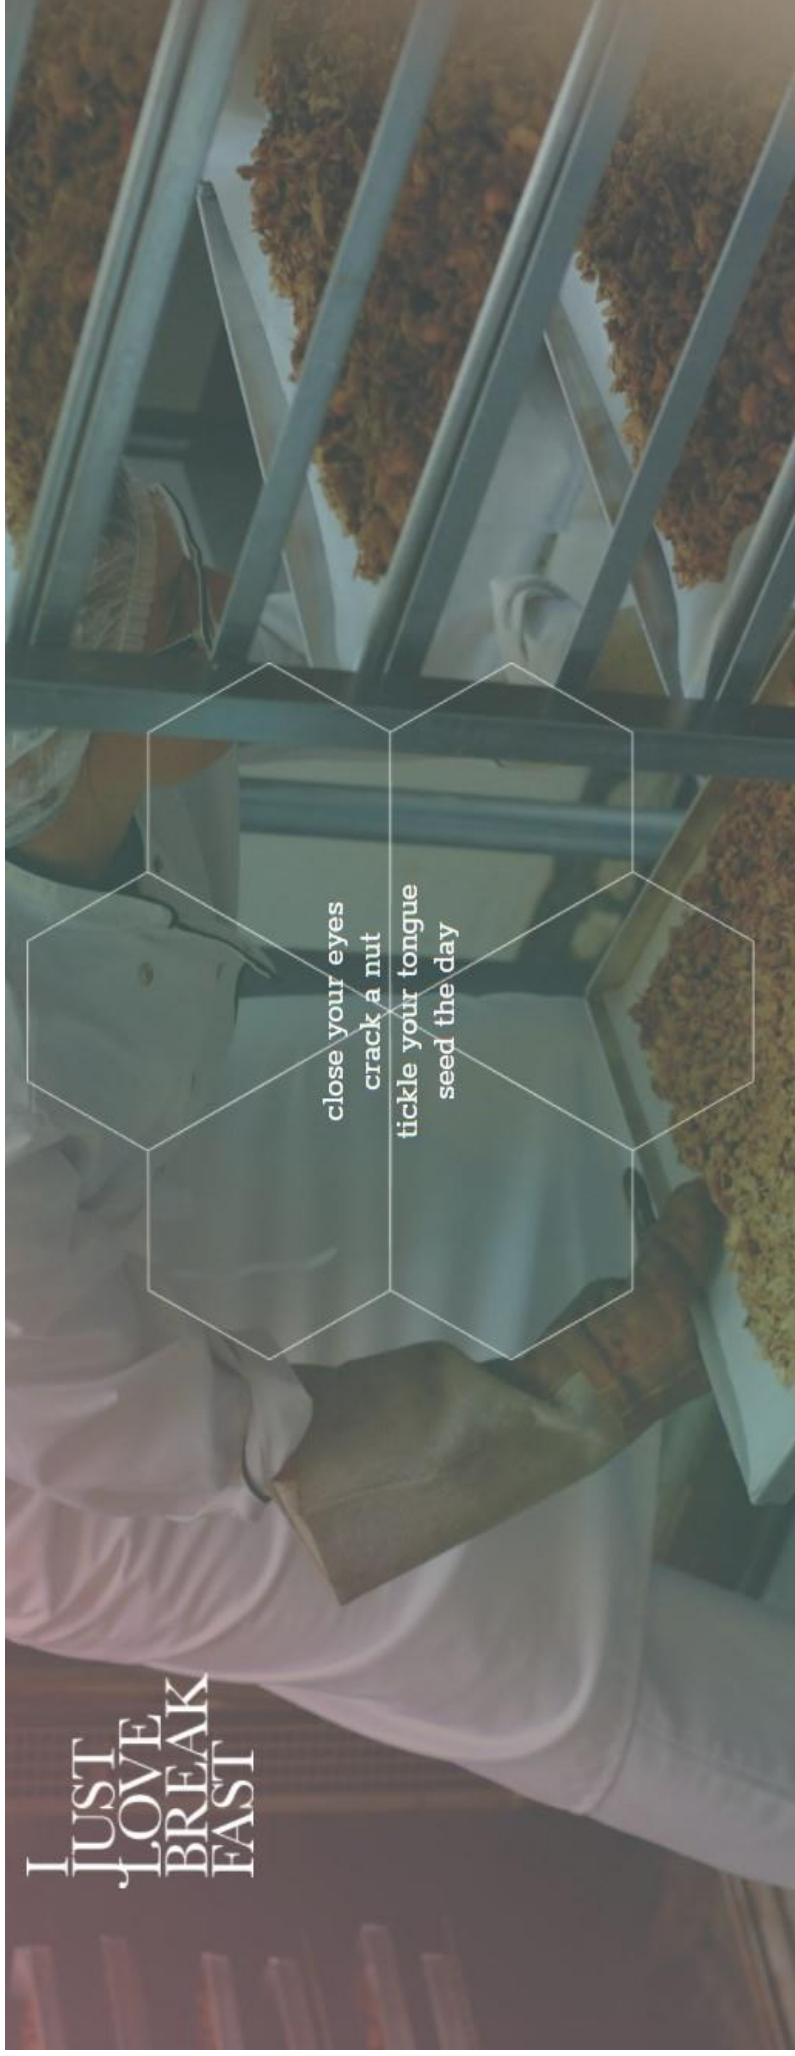 I
JUST
LOVE
BREAK
FAST
close your eyes
crack a nut
tickle your tongue
seed the day